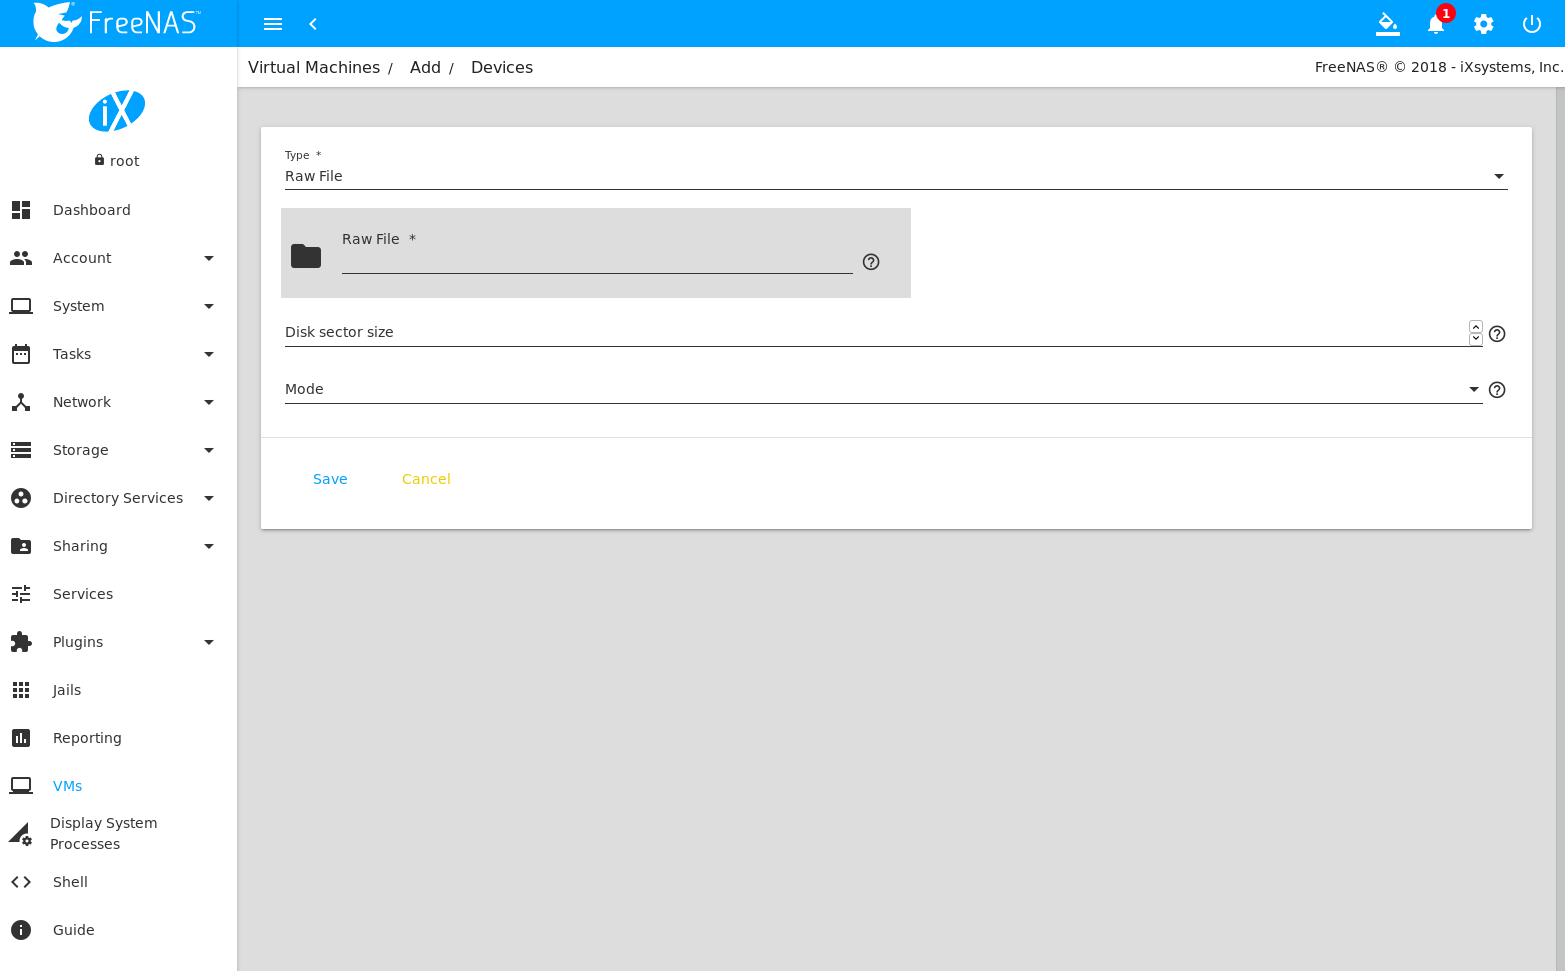 FreeNAS™
1
Virtual Machines / Add / Devices
FreeNAS® © 2018 - iXsystems, Inc.
iX
root
Dashboard
Account
System
Tasks
Network
Storage
Directory Services
Sharing
Services
Plugins
Jails
Reporting
VMs
Display System
Processes
Shell
Guide
Type *
Raw File
Raw File *
Disk sector size
Mode
Save
Cancel